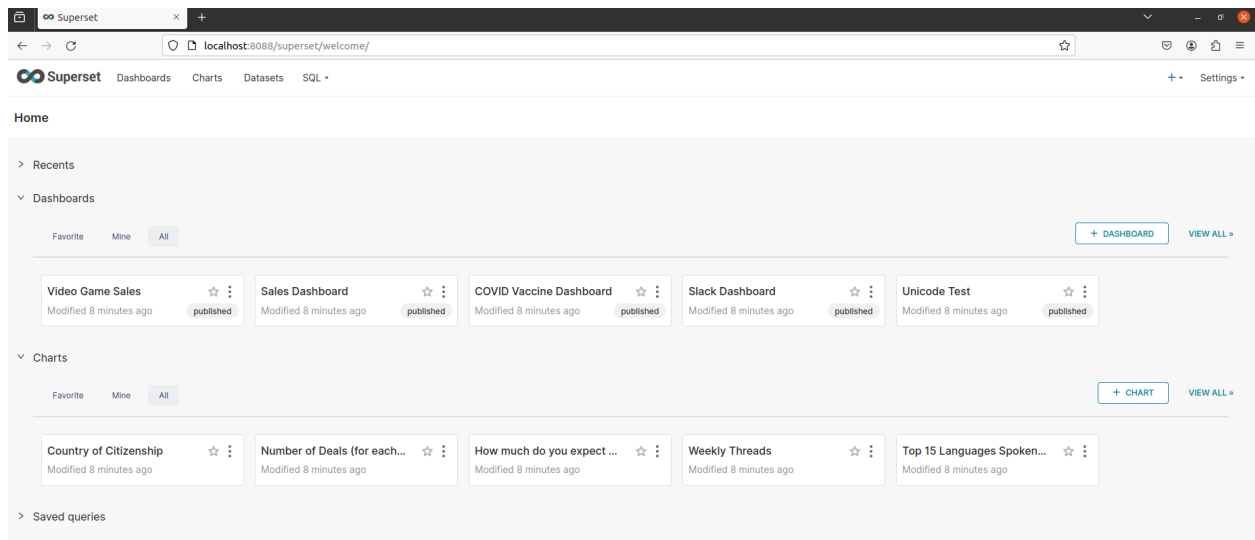 Superset
localhost:8088/superset/welcome/
Superset Dashboards Charts Datasets SQL Settings
Home
Recents
Dashboards
Favorite Mine All + DASHBOARD VIEW ALL »
Video Game Sales Sales Dashboard COVID Vaccine Dashboard Slack Dashboard Unicode Test
Modified 8 minutes ago published Modified 8 minutes ago published Modified 8 minutes ago published Modified 8 minutes ago published Modified 8 minutes ago published
Charts
Favorite Mine All + CHART VIEW ALL »
Country of Citizenship Number of Deals (for each... How much do you expect ... Weekly Threads Top 15 Languages Spoken...
Modified 8 minutes ago Modified 8 minutes ago Modified 8 minutes ago Modified 8 minutes ago Modified 8 minutes ago
Saved queries